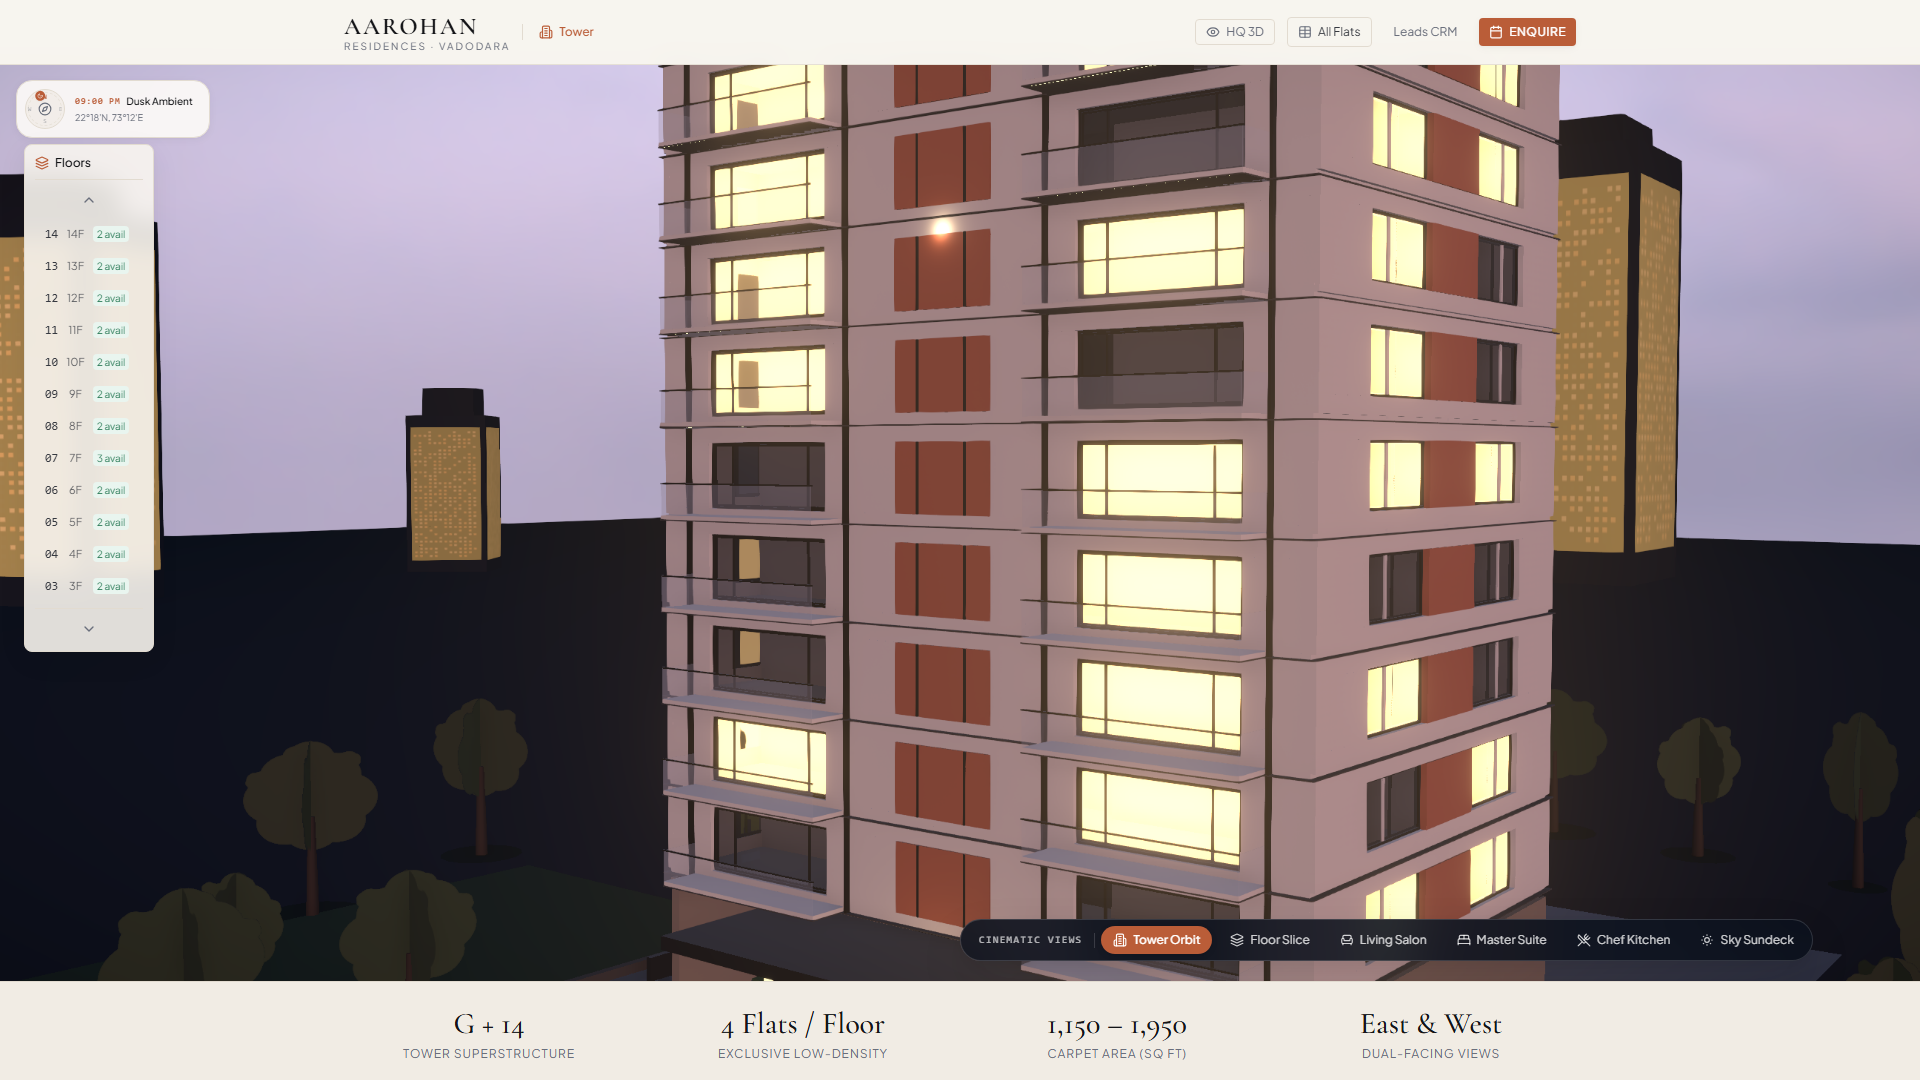 AAROHAN
RESIDENCES · VADODARA
Tower
HQ 3D
All Flats
Leads CRM
ENQUIRE
09:00 PM Dusk Ambient
22°18'N, 73°12'E
Floors
14 14F 2 avail
13 13F 2 avail
12 12F 2 avail
11 11F 2 avail
10 10F 2 avail
09 9F 2 avail
08 8F 2 avail
07 7F 3 avail
06 6F 2 avail
05 5F 2 avail
04 4F 2 avail
03 3F 2 avail
CINEMATIC VIEWS
Tower Orbit
Floor Slice
Living Salon
Master Suite
Chef Kitchen
Sky Sundeck
G + 14
TOWER SUPERSTRUCTURE
4 Flats / Floor
EXCLUSIVE LOW-DENSITY
1,150 – 1,950
CARPET AREA (SQ FT)
East & West
DUAL-FACING VIEWS